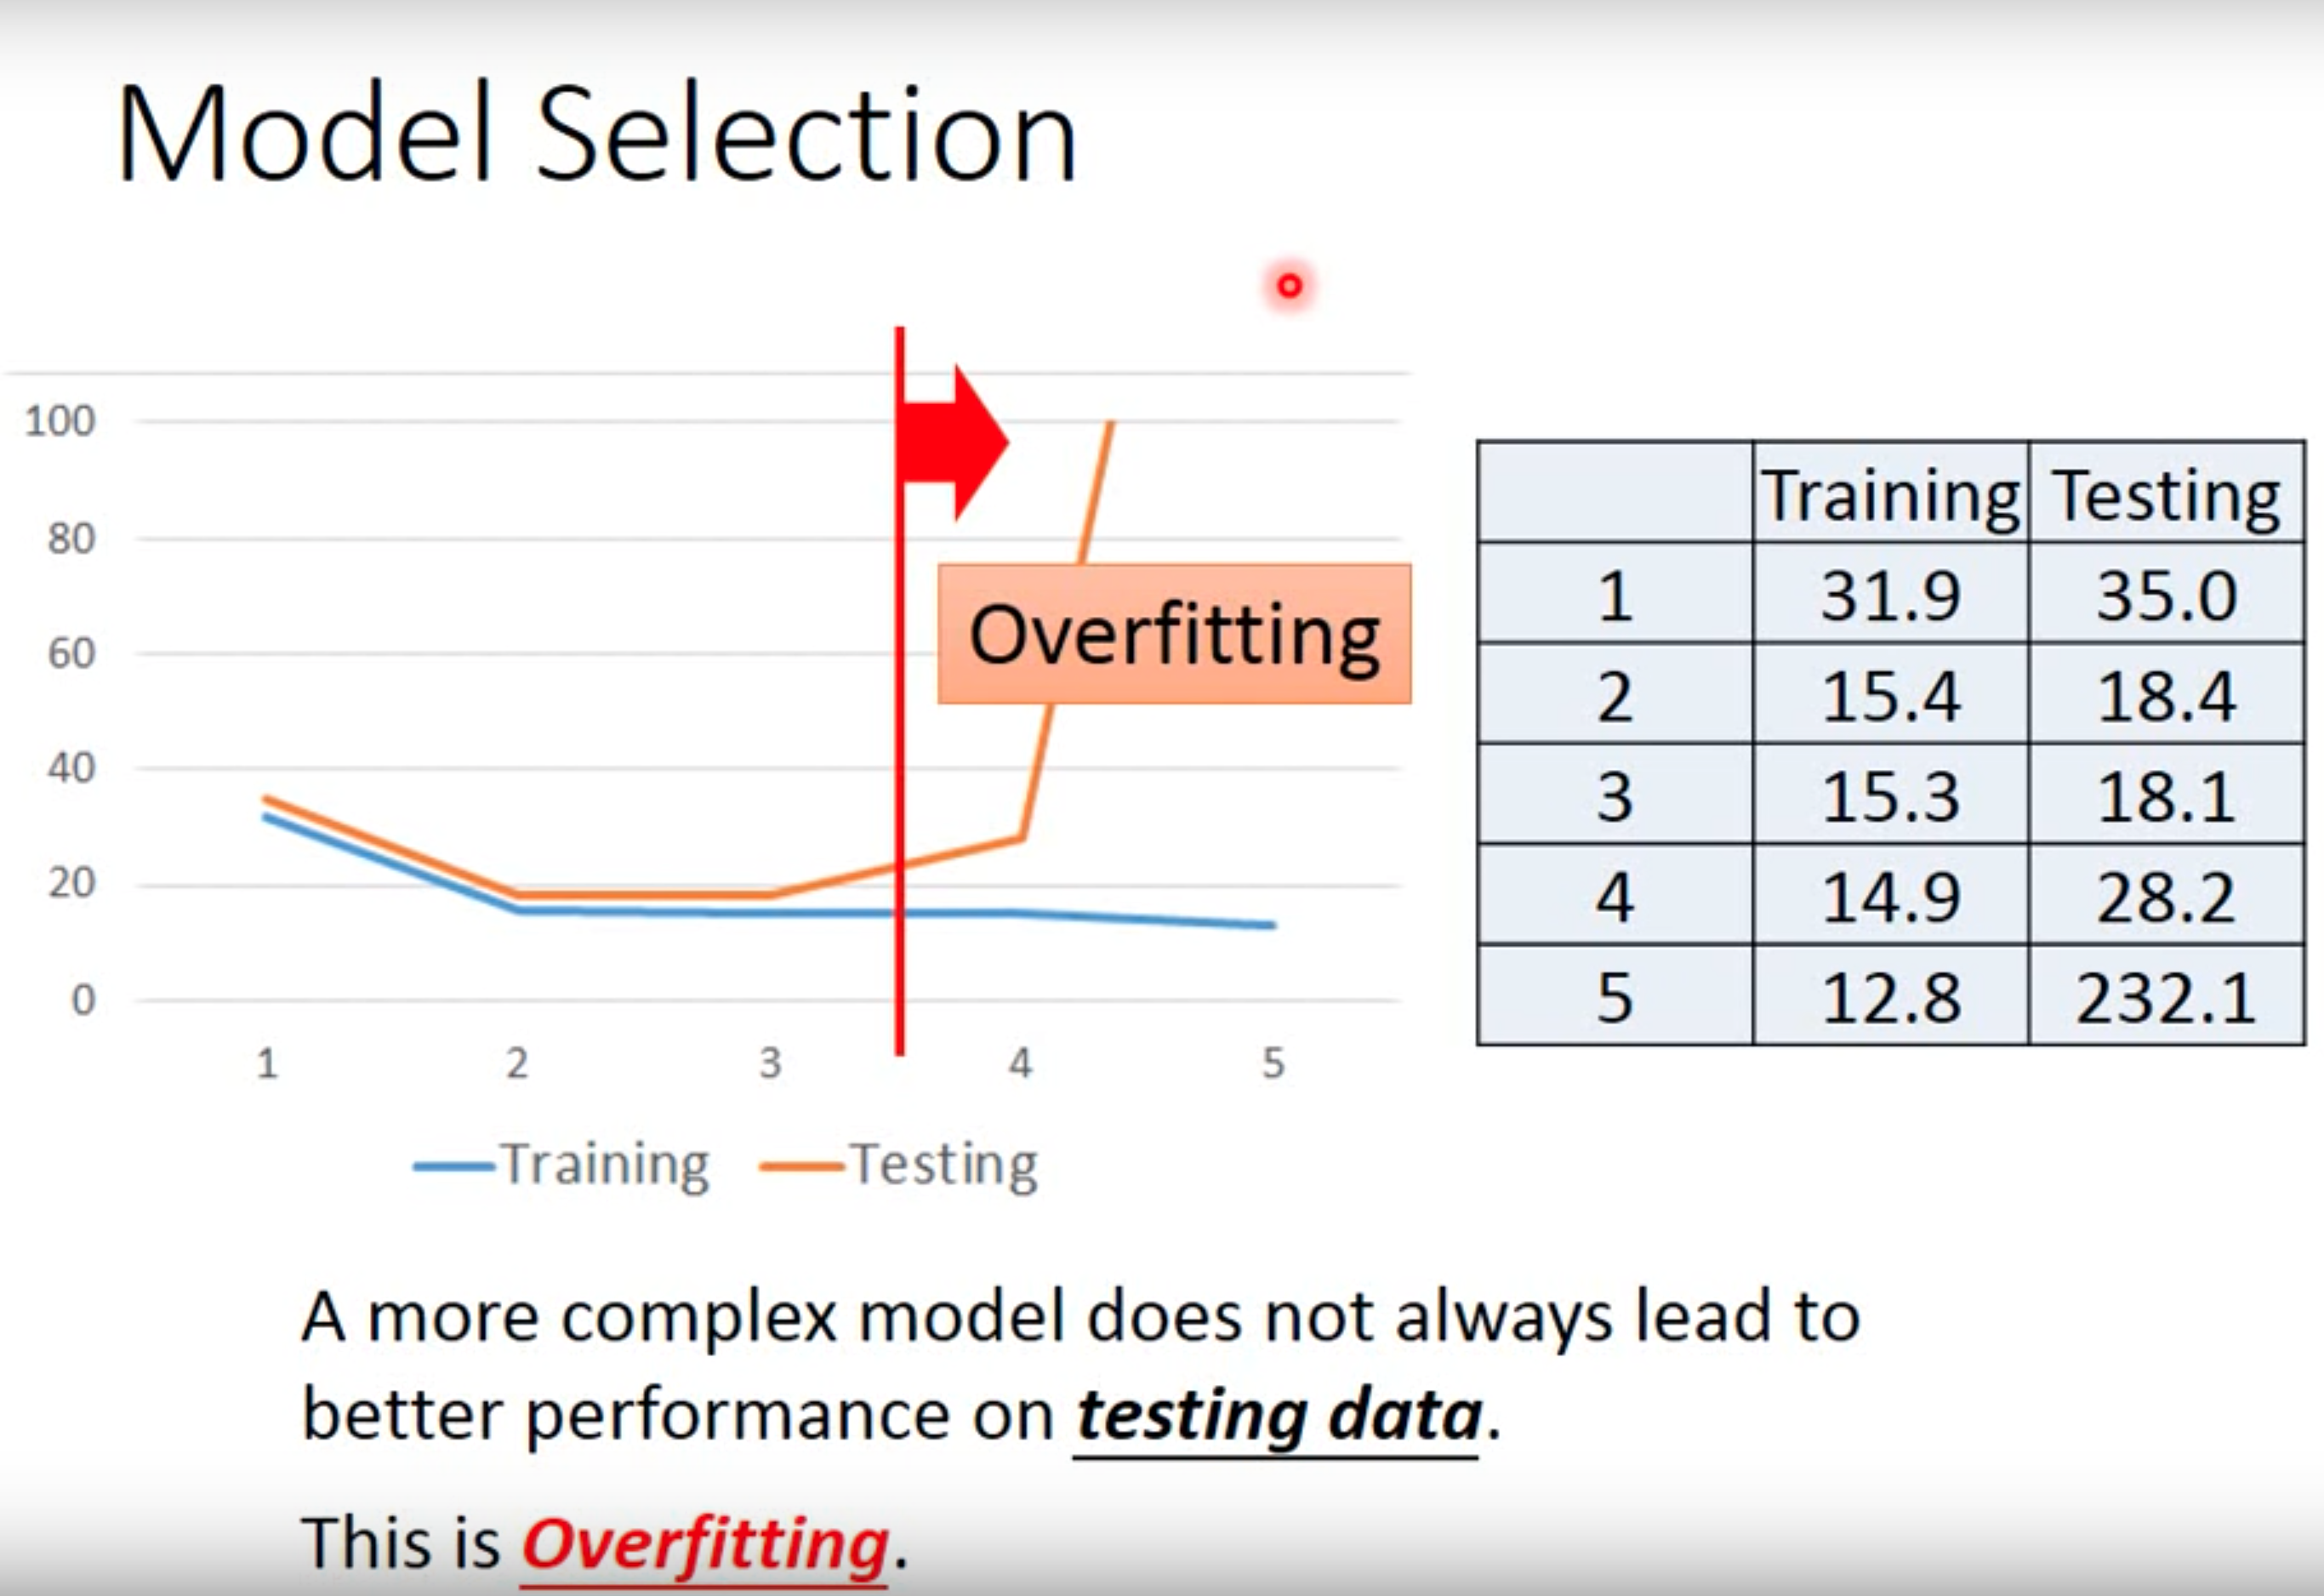 Model Selection
100
80
60
40
20
0
1 2 3 4 5
Overfitting
Training Testing
Training Testing
1 31.9 35.0
2 15.4 18.4
3 15.3 18.1
4 14.9 28.2
5 12.8 232.1
A more complex model does not always lead to
better performance on testing data.
This is Overfitting.